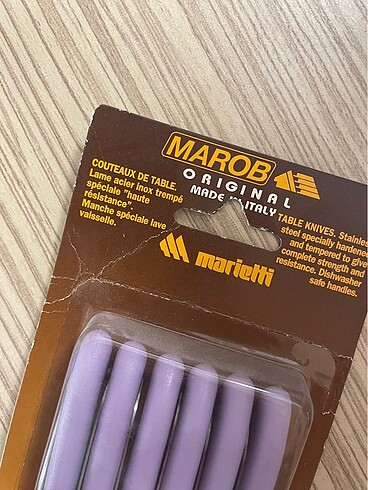 MAROB
ORIGINAL
MADE IN ITALY
COUTEAUX DE TABLE.
Lame acier inox trempé
spéciale "haute
résistance".
Manche spéciale lave
vaisselle.
TABLE KNIVES. Stainless
steel specially hardened
and tempered to give
complete strength and
resistance. Dishwasher
safe handles.
marietti